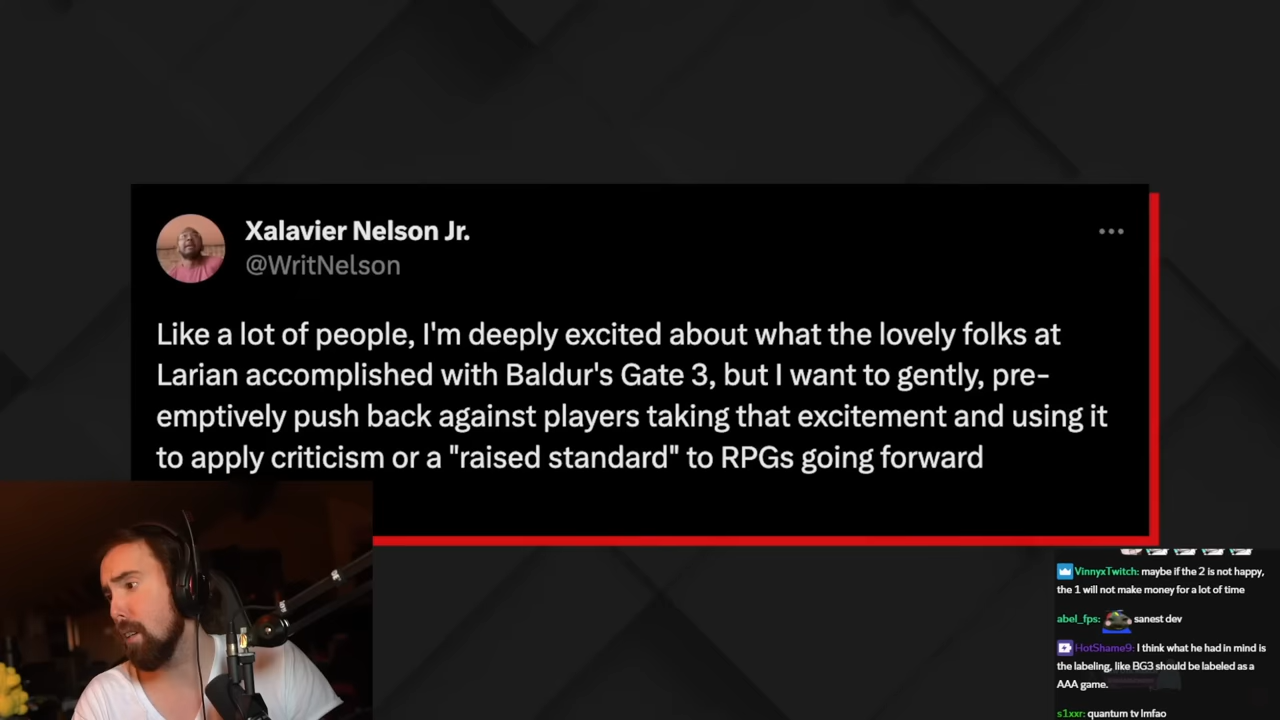 Xalavier Nelson Jr.
@WritNelson
Like a lot of people, I'm deeply excited about what the lovely folks at
Larian accomplished with Baldur's Gate 3, but I want to gently, pre-
emptively push back against players taking that excitement and using it
to apply criticism or a "raised standard" to RPGs going forward
VinnyxTwitch: maybe if the 2 is not happy,
the 1 will not make money for a lot of time
abel_fps: sanest dev
HotShame9: I think what he had in mind is
the labeling, like BG3 should be labeled as a
AAA game.
s1xxr: quantum tv lmfao